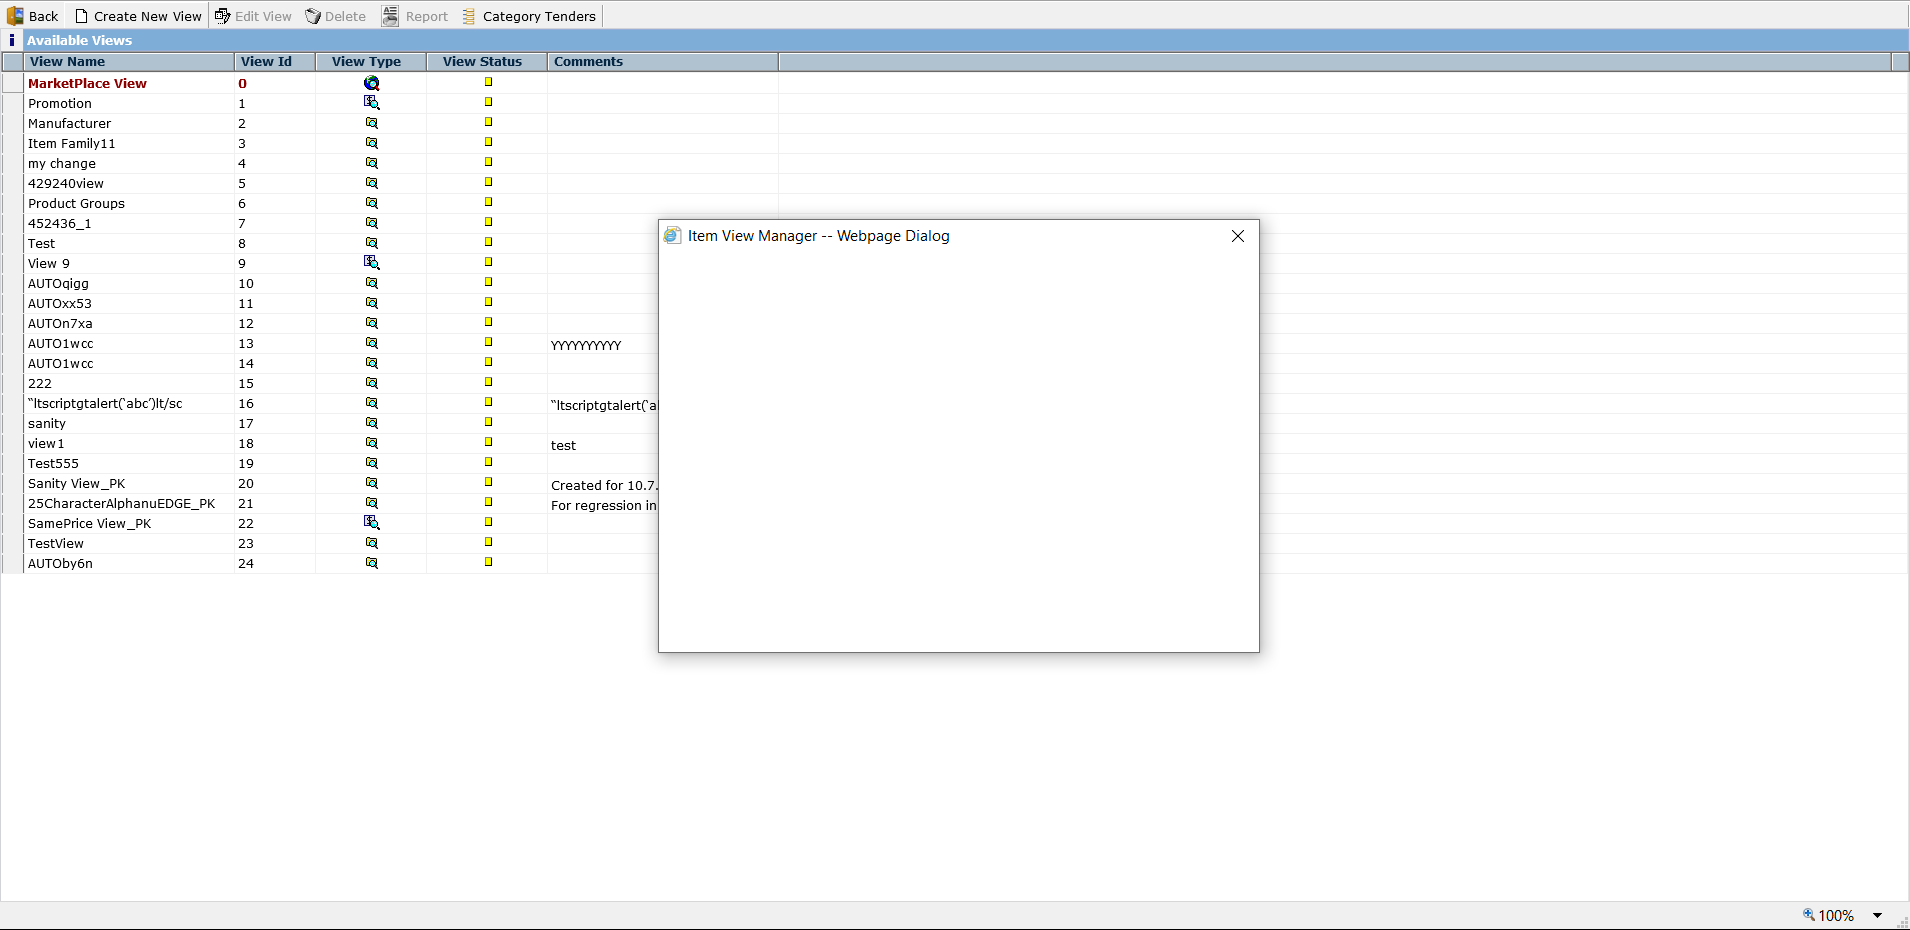 Back Create New View Edit View Delete Report Category Tenders
i Available Views
View Name View Id View Type View Status Comments
MarketPlace View 0
Promotion 1
Manufacturer 2
Item Family11 3
my change 4
429240view 5
Product Groups 6
452436_1 7
Test 8
View 9 9
AUTOqigg 10
AUTOxx53 11
AUTOn7xa 12
AUTO1wcc 13 YYYYYYYYYY
AUTO1wcc 14
222 15
“ltscriptgtalert(‘abc’)lt/sc 16 “ltscriptgtalert(‘al
sanity 17
view1 18 test
Test555 19
Sanity View_PK 20 Created for 10.7.
25CharacterAlphanuEDGE_PK 21 For regression in
SamePrice View_PK 22
TestView 23
AUTOby6n 24
Item View Manager -- Webpage Dialog
100%